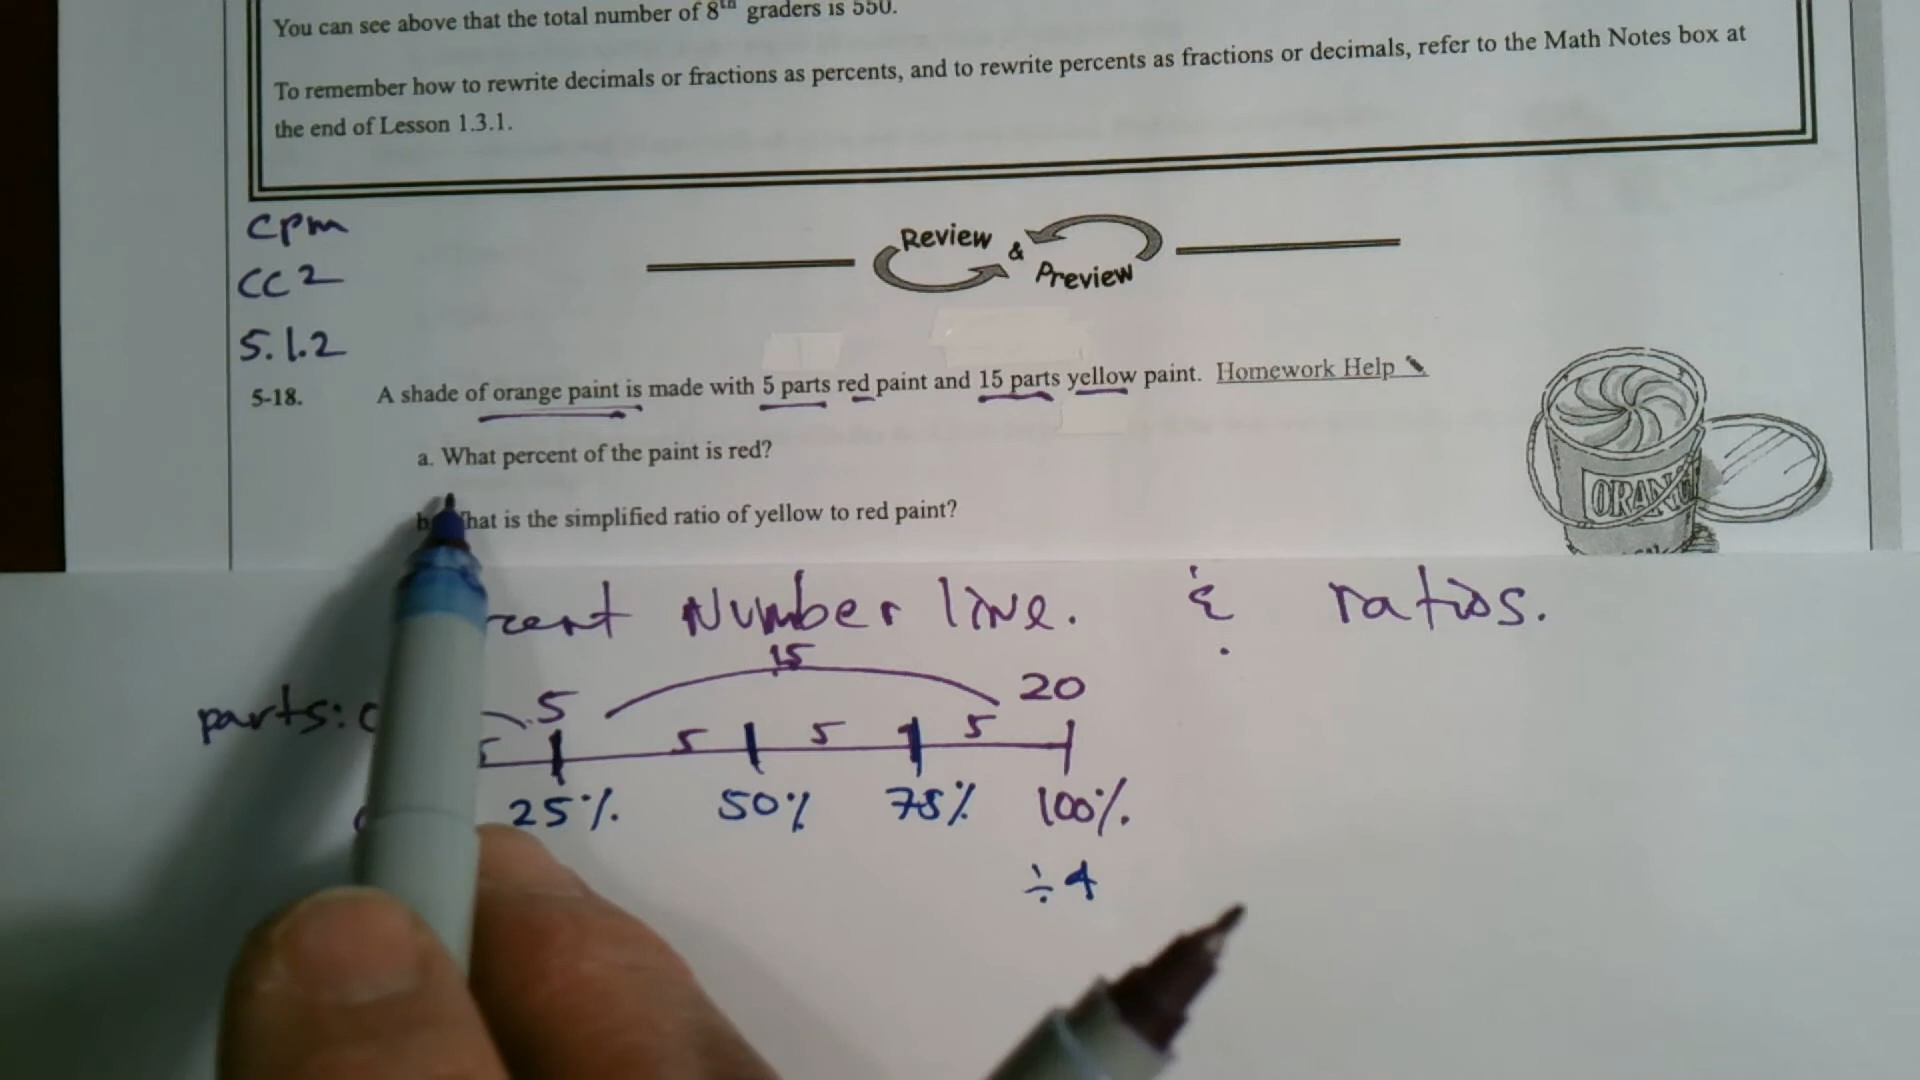 You can see above that the total number of 8th graders is 550.
To remember how to rewrite decimals or fractions as percents, and to rewrite percents as fractions or decimals, refer to the Math Notes box at
the end of Lesson 1.3.1.
CPM
CC2
5.1.2
Review
&
Preview
5-18. A shade of orange paint is made with 5 parts red paint and 15 parts yellow paint. Homework Help
a. What percent of the paint is red?
is the simplified ratio of yellow to red paint?
ORAN
Number line. & ratios.
15
parts: 5 20
5 5 5
25% 50% 75% 100%
÷4